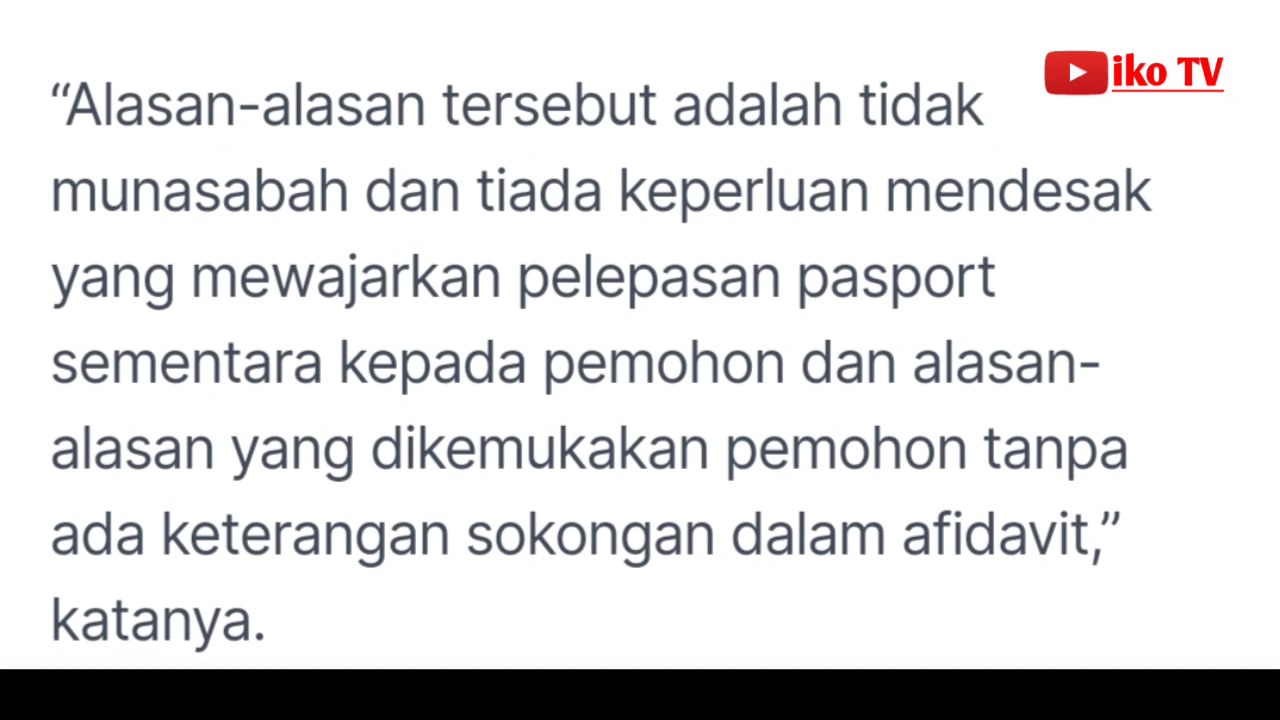 iko TV
“Alasan-alasan tersebut adalah tidak
munasabah dan tiada keperluan mendesak
yang mewajarkan pelepasan pasport
sementara kepada pemohon dan alasan-
alasan yang dikemukakan pemohon tanpa
ada keterangan sokongan dalam afidavit,”
katanya.